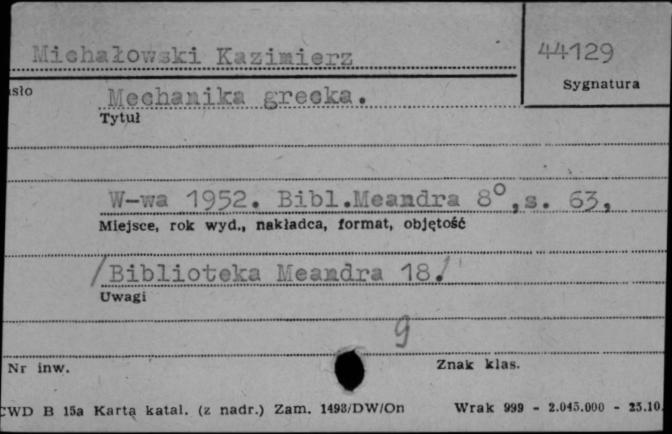 Michałowski Kazimierz
44129
Sygnatura
sło
Mechanika grecka.
Tytuł
W-wa 1952. Bibl.Meandra 8°,s. 63,
Miejsce, rok wyd., nakładca, format, objętość
/Biblioteka Meandra 18./
Uwagi
9
Nr inw.
Znak klas.
CWD B 15a Karta katal. (z nadr.) Zam. 1498/DW/On Wrak 999 - 2.045.000 - 25.10.